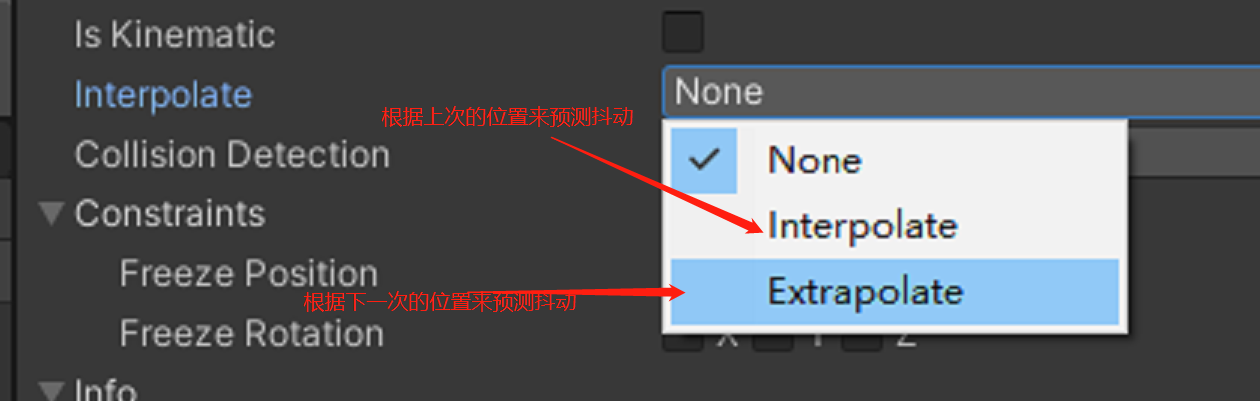 Is Kinematic
Interpolate
None
根据上次的位置来预测抖动
Collision Detection
None
Constraints
Interpolate
Freeze Position
Extrapolate
根据下一次的位置来预测抖动
Freeze Rotation
X Y Z
Info